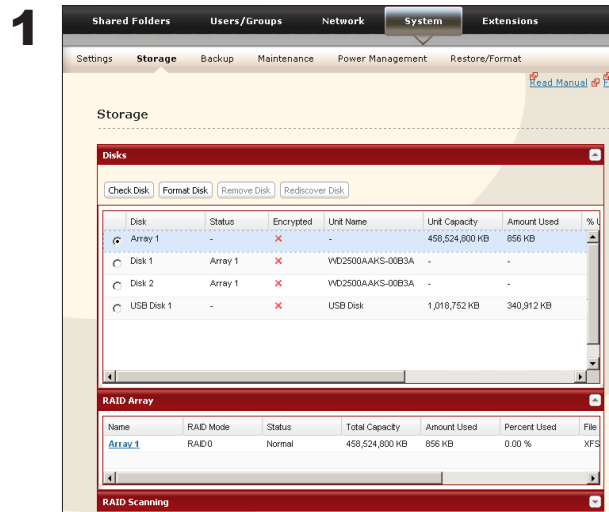 1
Shared Folders Users/Groups Network System Extensions
Settings Storage Backup Maintenance Power Management Restore/Format
Read Manual F
Storage
Disks
Check Disk Format Disk Remove Disk Rediscover Disk
Disk Status Encrypted Unit Name Unit Capacity Amount Used % U
Array 1 - - 458,524,800 KB 856 KB
Disk 1 Array 1 WD2500AAKS-00B3A - -
Disk 2 Array 1 WD2500AAKS-00B3A - -
USB Disk 1 - USB Disk 1,018,752 KB 340,912 KB
RAID Array
Name RAID Mode Status Total Capacity Amount Used Percent Used File
Array 1 RAID0 Normal 458,524,800 KB 856 KB 0.00 % XFS
RAID Scanning